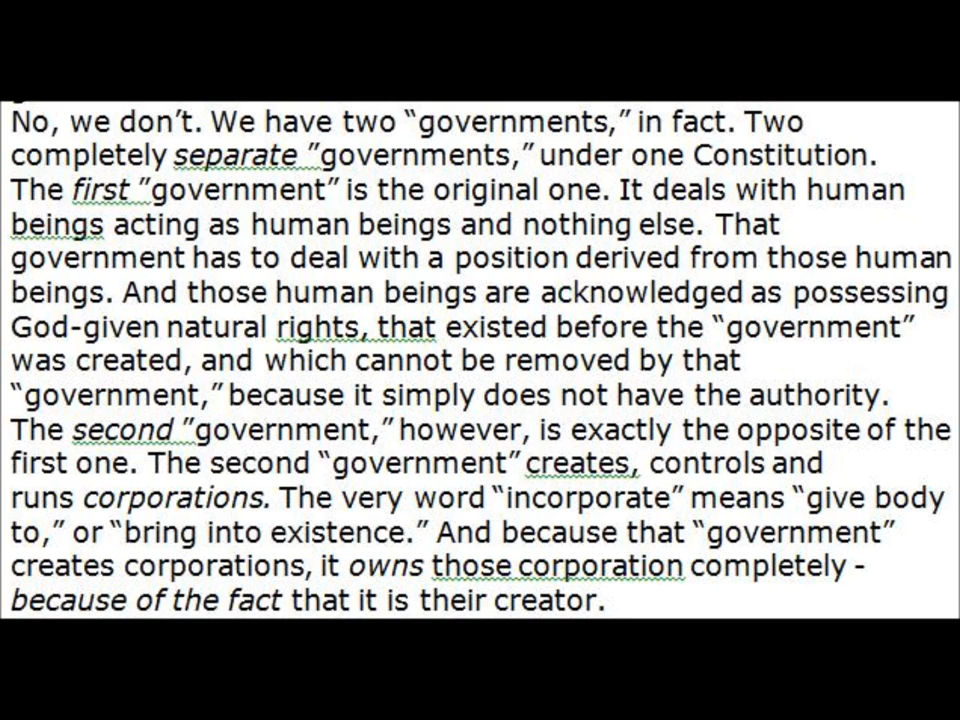 No, we don’t. We have two “governments,” in fact. Two
completely separate ”governments,” under one Constitution.
The first ”government” is the original one. It deals with human
beings acting as human beings and nothing else. That
government has to deal with a position derived from those human
beings. And those human beings are acknowledged as possessing
God-given natural rights, that existed before the “government”
was created, and which cannot be removed by that
“government,” because it simply does not have the authority.
The second ”government,” however, is exactly the opposite of the
first one. The second “government” creates, controls and
runs corporations. The very word “incorporate” means “give body
to,” or “bring into existence.” And because that “government”
creates corporations, it owns those corporation completely -
because of the fact that it is their creator.